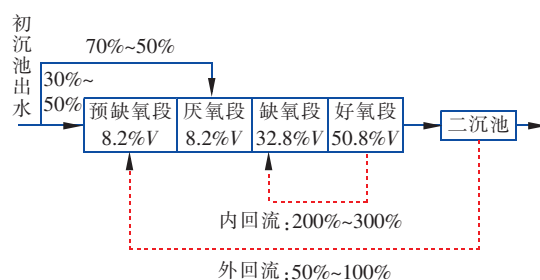 初沉池出水
70%~50%
30%~
50%
预缺氧段
8.2%V
厌氧段
8.2%V
缺氧段
32.8%V
好氧段
50.8%V
二沉池
内回流:200%~300%
外回流:50%~100%